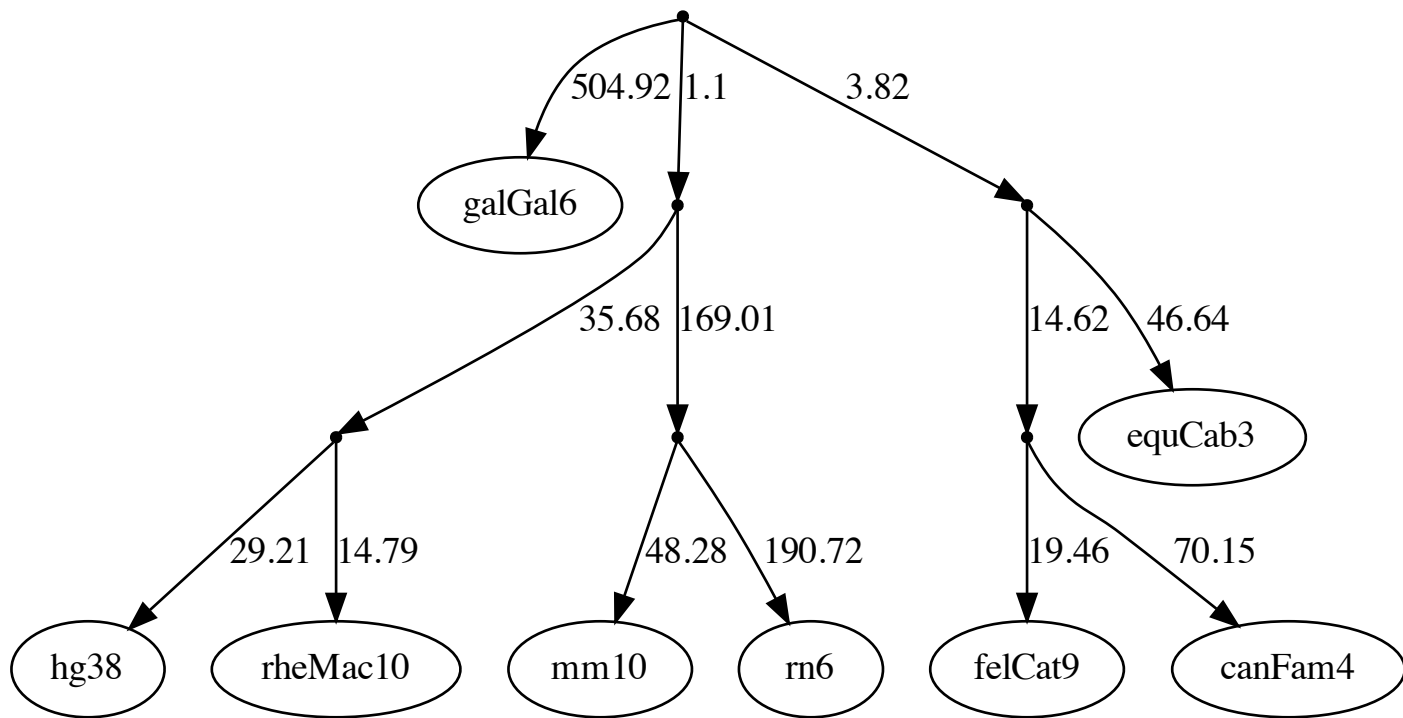 504.92 1.1 3.82
galGal6
35.68 169.01 14.62 46.64
equCab3
29.21 14.79 48.28 190.72 19.46 70.15
hg38 rheMac10 mm10 rn6 felCat9 canFam4